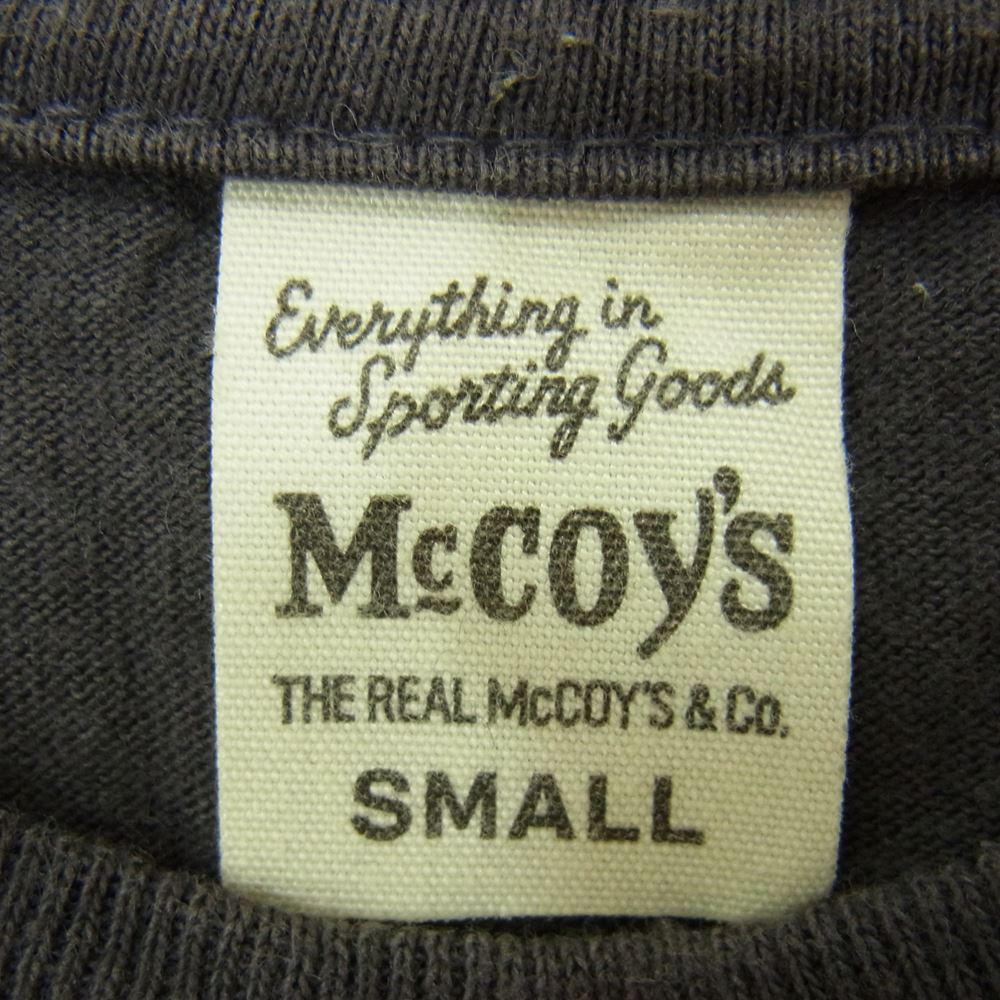 Everything in
Sporting Goods
McCOY'S
THE REAL McCOY'S & Co.
SMALL